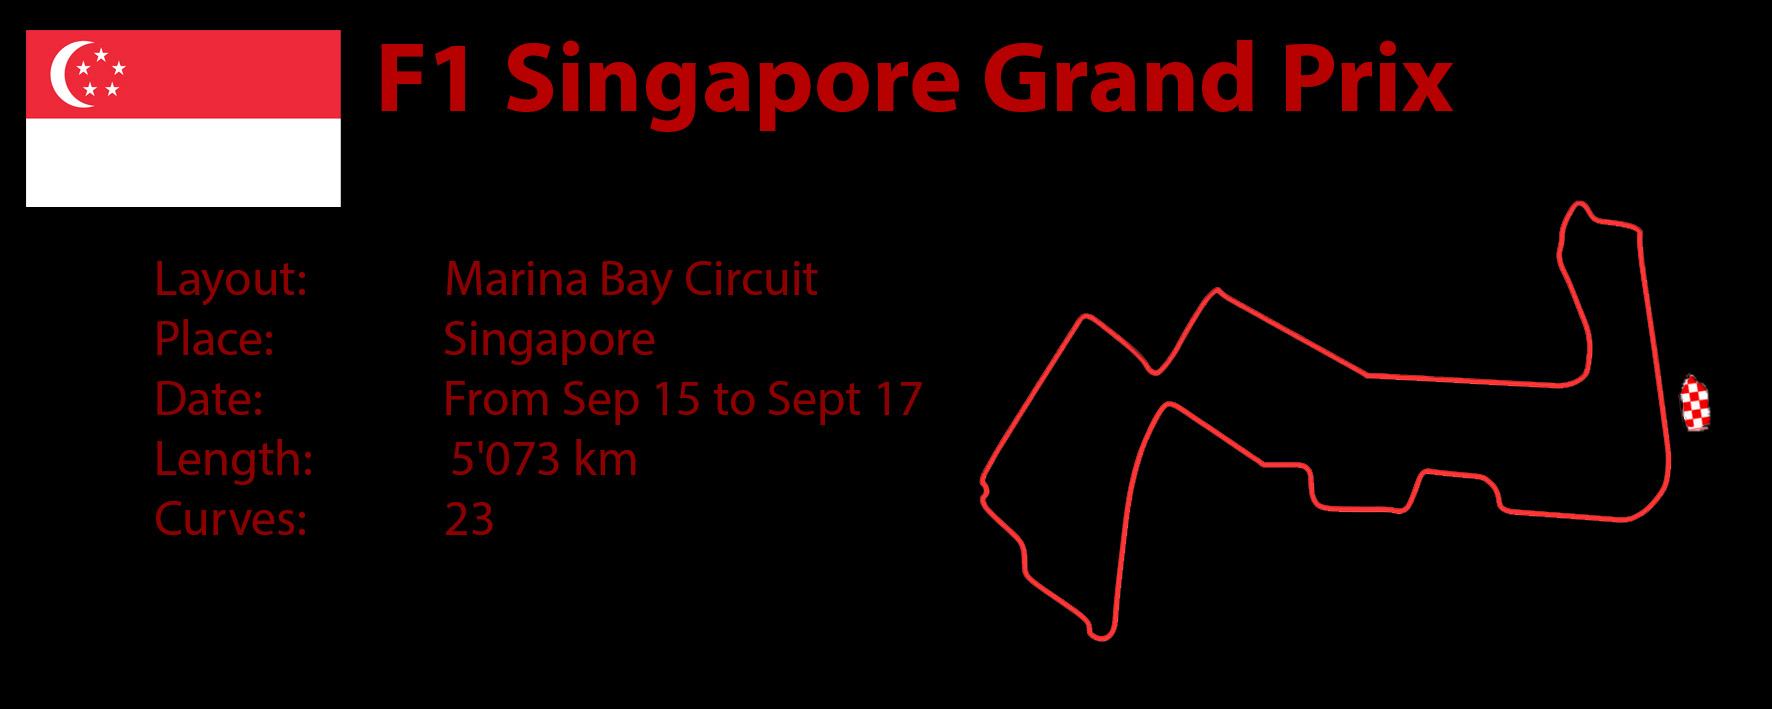 F1 Singapore Grand Prix
Layout: Marina Bay Circuit
Place: Singapore
Date: From Sep 15 to Sept 17
Length: 5'073 km
Curves: 23